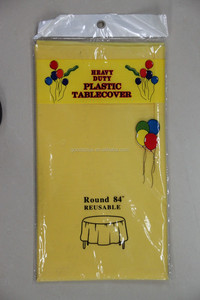 HEAVY
DUTY
PLASTIC
TABLECOVER
Round 84"
REUSABLE